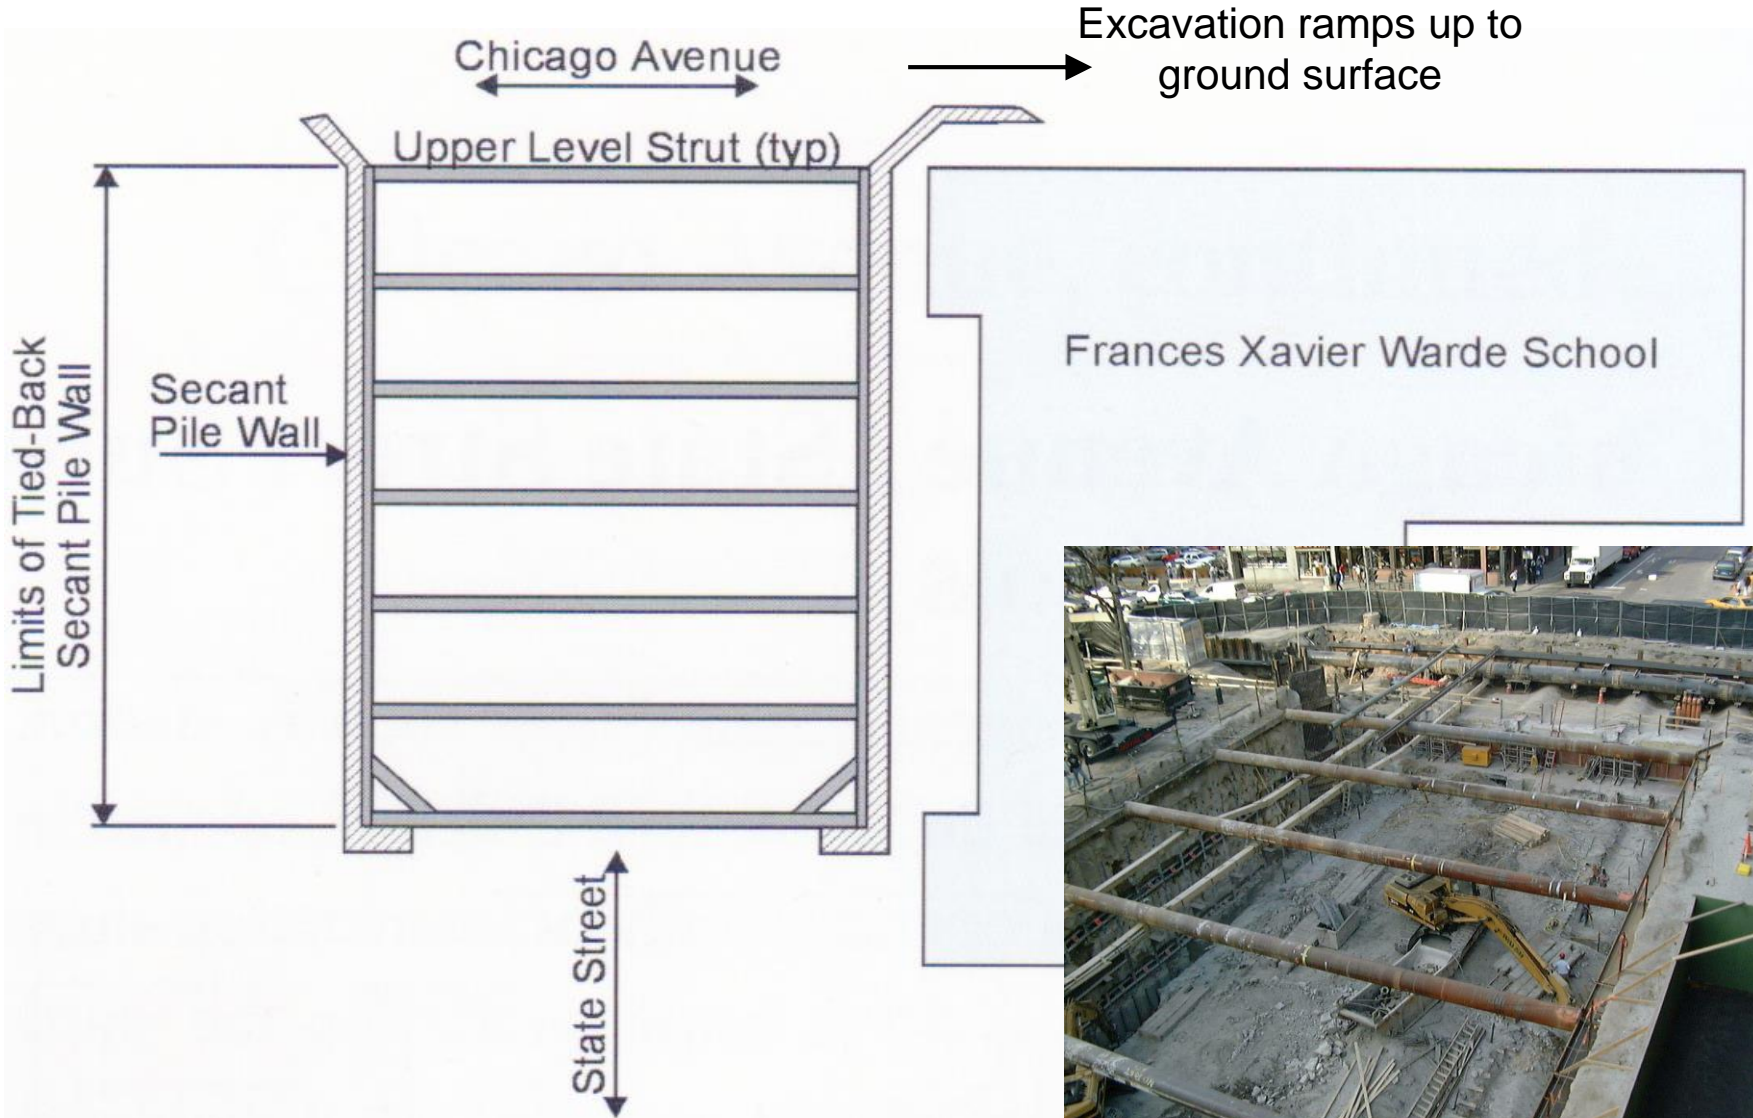 Excavation ramps up to
ground surface
Chicago Avenue
Upper Level Strut (typ)
Limits of Tied-Back
Secant Pile Wall
Secant
Pile Wall
Frances Xavier Warde School
State Street